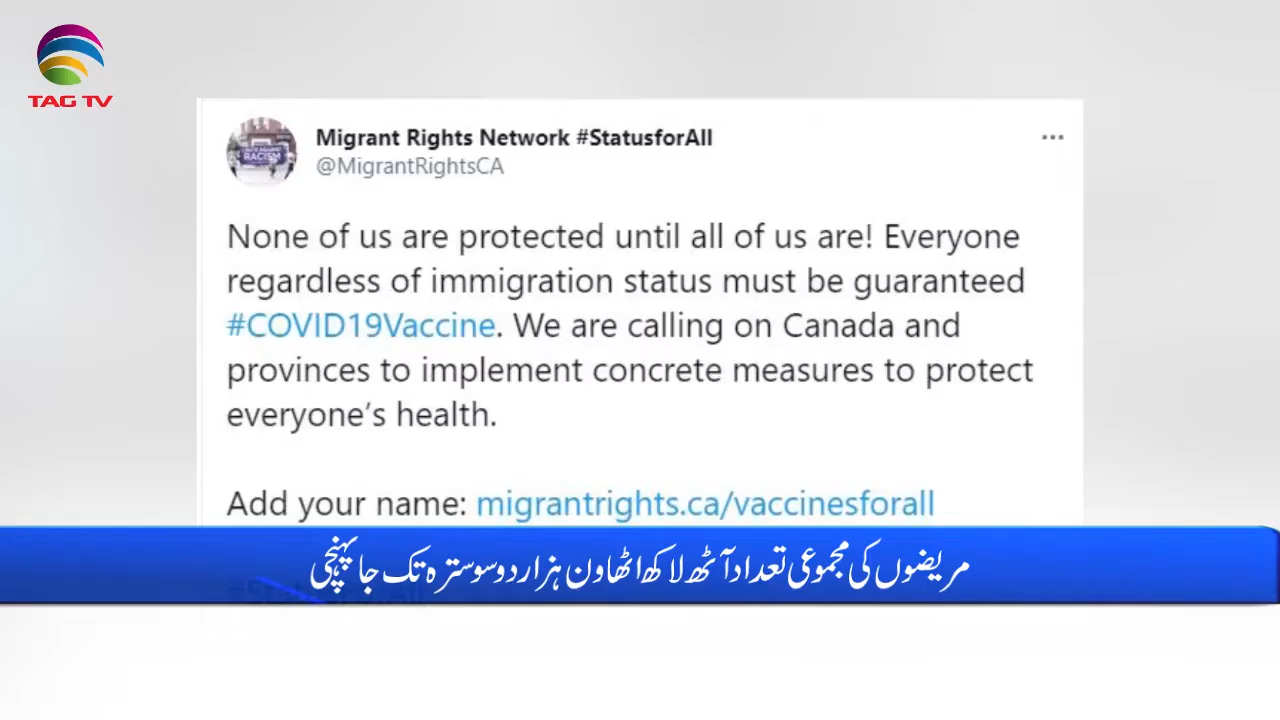 TAG TV
Migrant Rights Network #StatusforAll
@MigrantRightsCA
None of us are protected until all of us are! Everyone
regardless of immigration status must be guaranteed
#COVID19Vaccine. We are calling on Canada and
provinces to implement concrete measures to protect
everyone's health.
Add your name: migrantrights.ca/vaccinesforall
مریضوں کی مجموعی تعداد آٹھ لاکھ اٹھاون ہزار دو سو سترہ تک جا پہنچی
#StatusforAll